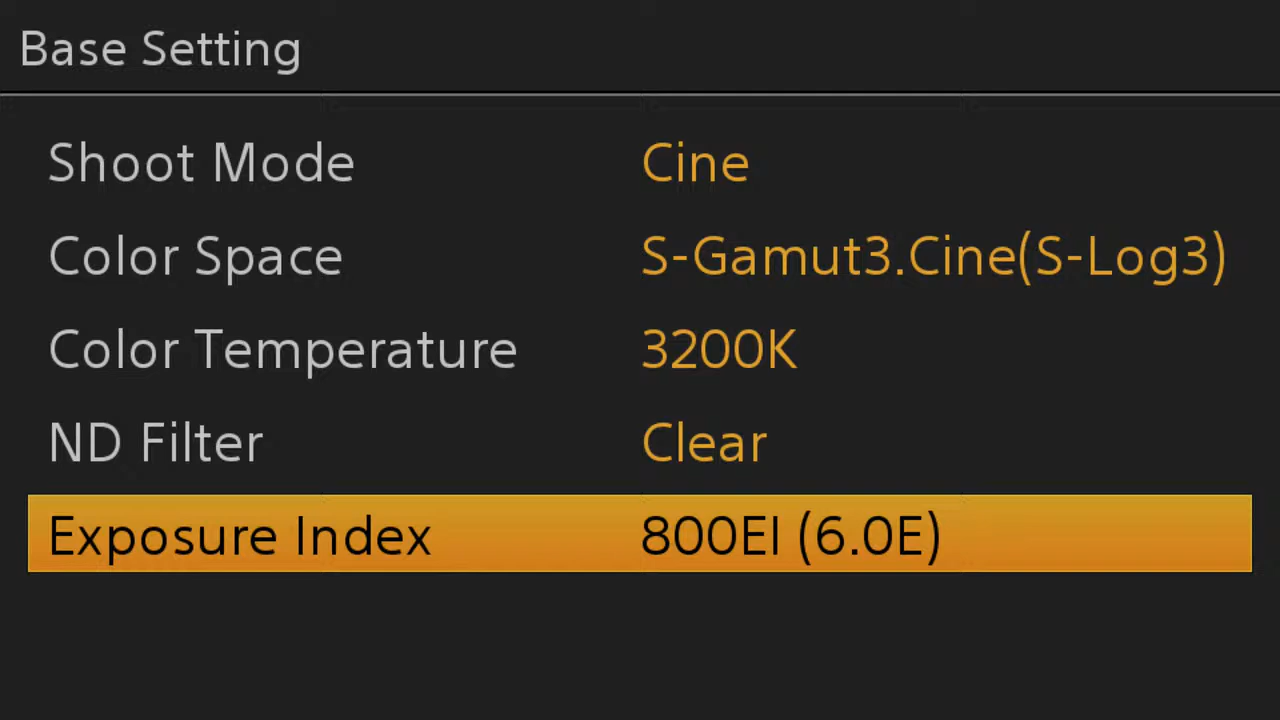 Base Setting
Shoot Mode Cine
Color Space S-Gamut3.Cine(S-Log3)
Color Temperature 3200K
ND Filter Clear
Exposure Index 800EI (6.0E)